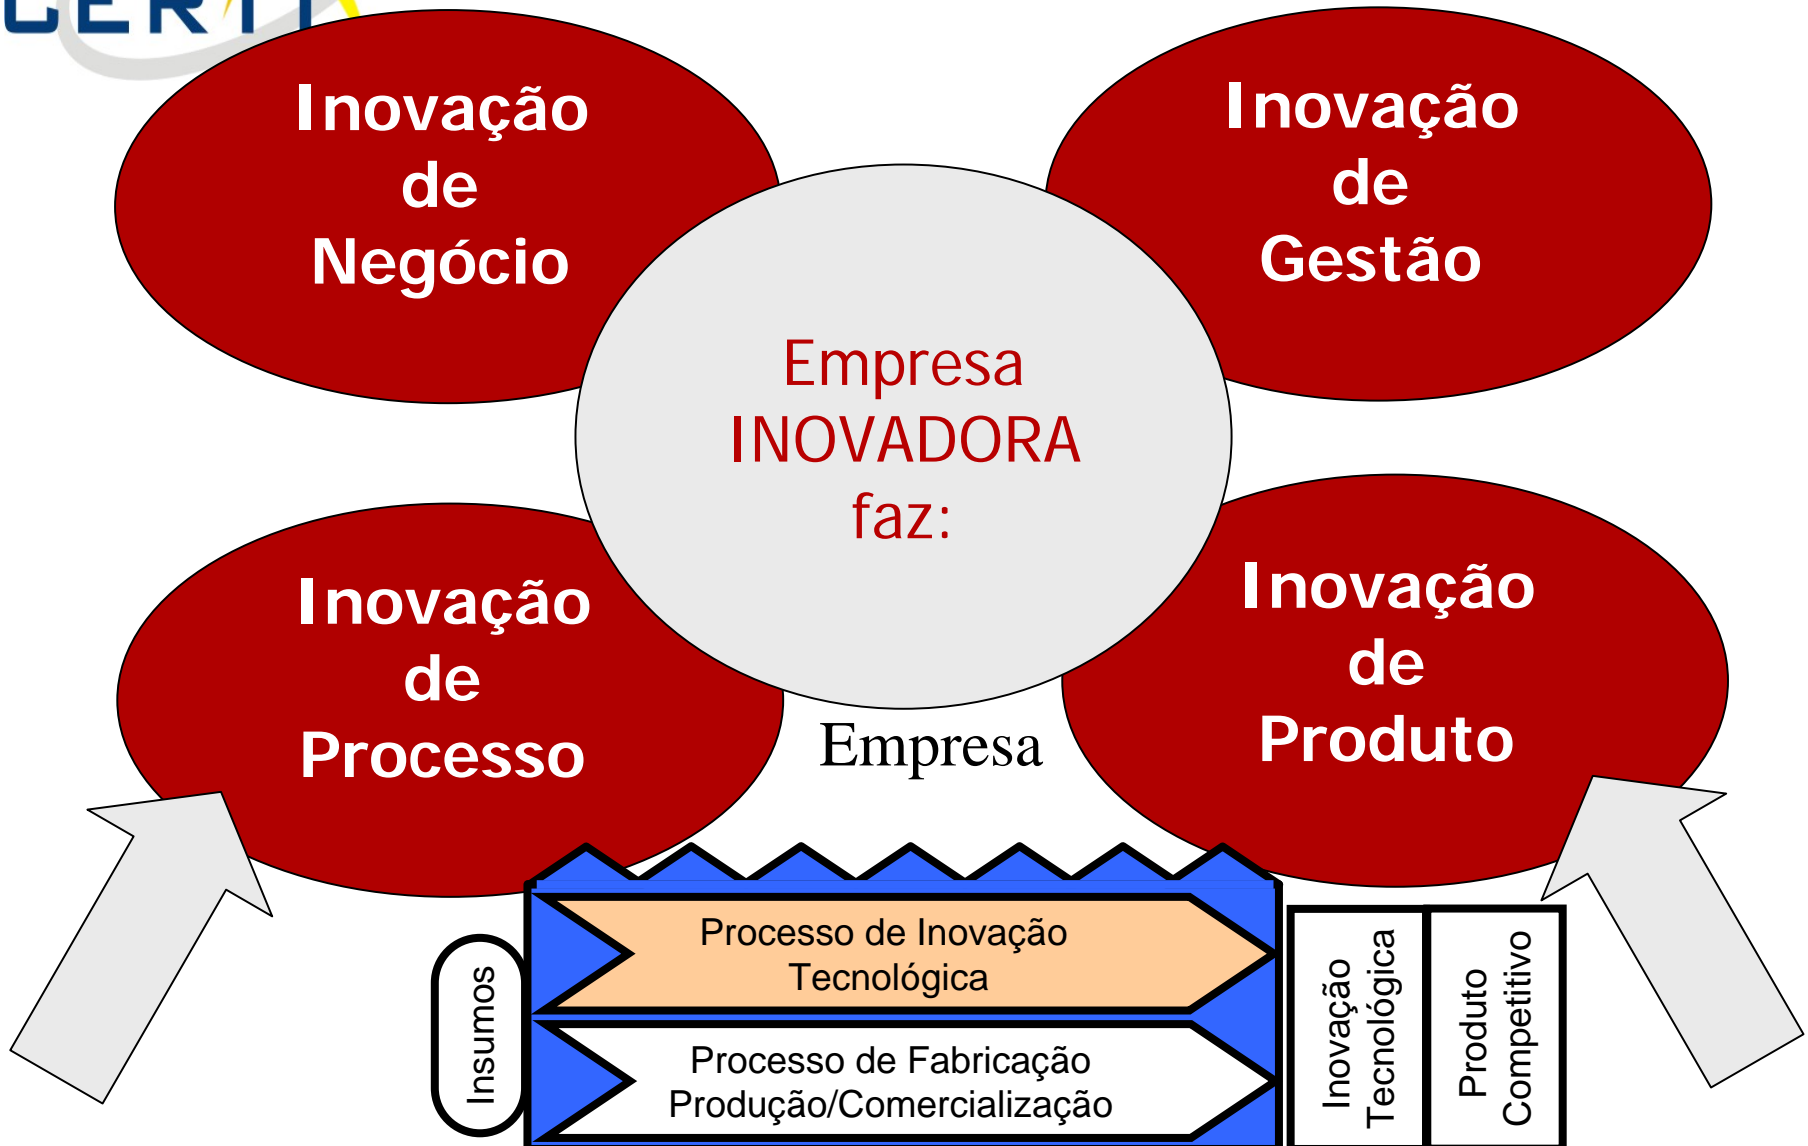 CERTI
Inovação
de
Negócio
Inovação
de
Gestão
Empresa
INOVADORA
faz:
Inovação
de
Processo
Inovação
de
Produto
Empresa
Insumos
Processo de Inovação
Tecnológica
Processo de Fabricação
Produção/Comercialização
Inovação
Tecnológica
Produto
Competitivo